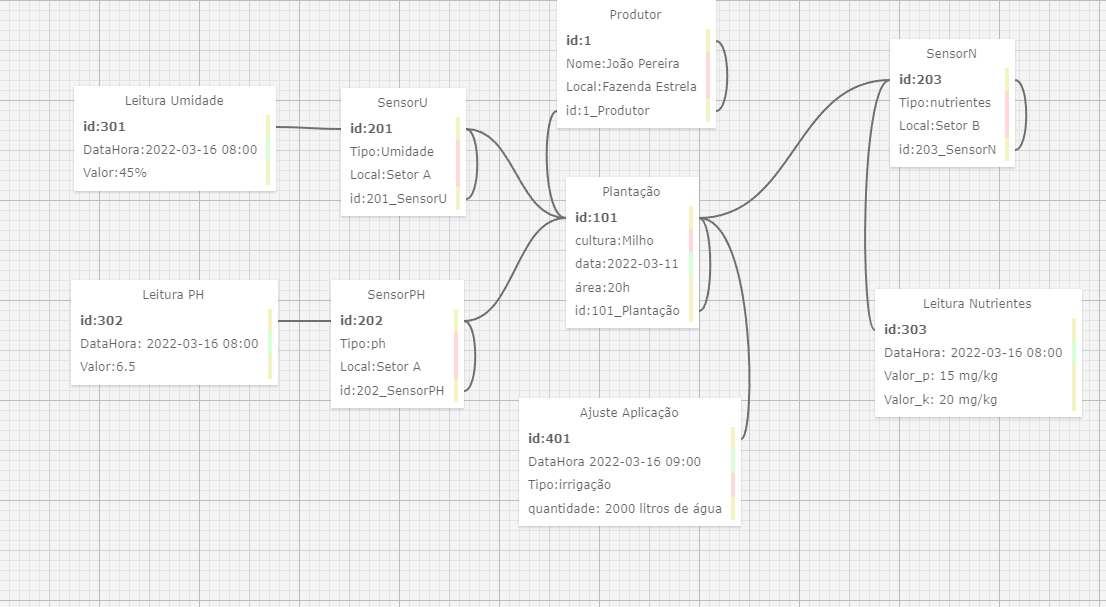 Produtor
id:1
Nome:João Pereira
Local:Fazenda Estrela
id:1_Produtor
SensorN
id:203
Tipo:nutrientes
Local:Setor B
id:203_SensorN
Leitura Umidade
id:301
DataHora:2022-03-16 08:00
Valor:45%
SensorU
id:201
Tipo:Umidade
Local:Setor A
id:201_SensorU
Plantação
id:101
cultura:Milho
data:2022-03-11
área:20h
id:101_Plantação
Leitura PH
id:302
DataHora: 2022-03-16 08:00
Valor:6.5
SensorPH
id:202
Tipo:ph
Local:Setor A
id:202_SensorPH
Leitura Nutrientes
id:303
DataHora: 2022-03-16 08:00
Valor_p: 15 mg/kg
Valor_k: 20 mg/kg
Ajuste Aplicação
id:401
DataHora 2022-03-16 09:00
Tipo:irrigação
quantidade: 2000 litros de água